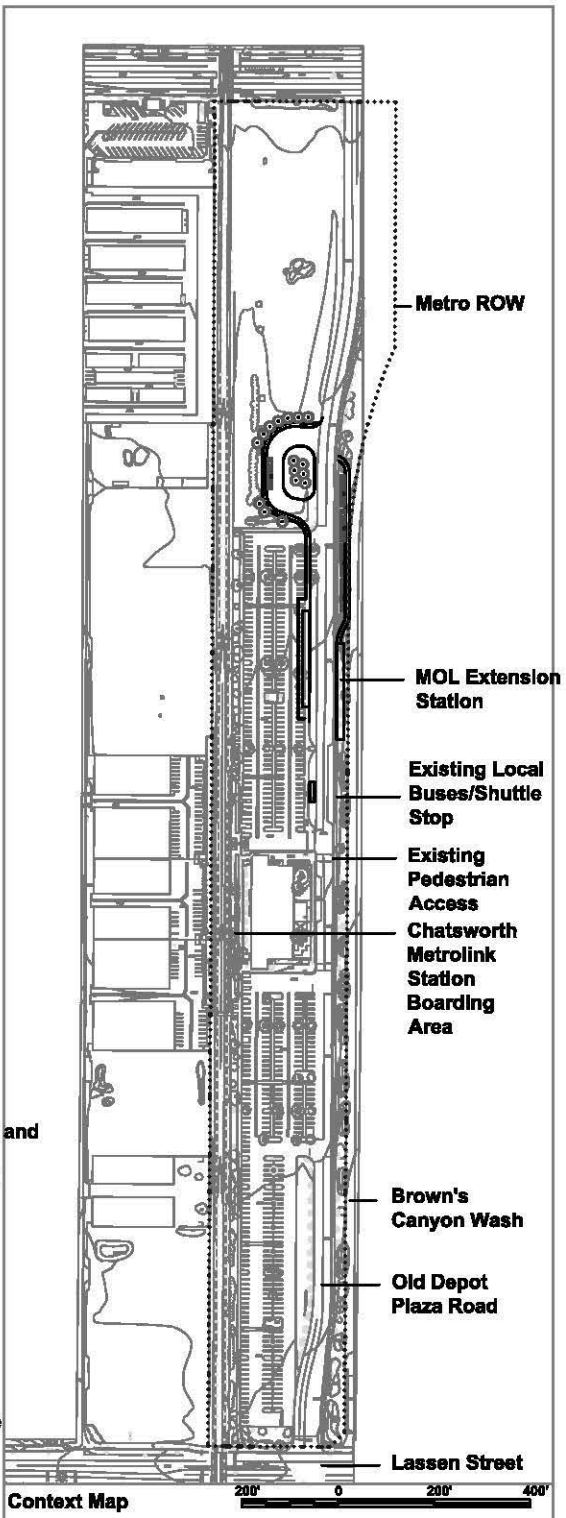 Metro ROW
MOL Extension
Station
Existing Local
Buses/Shuttle
Stop
Existing
Pedestrian
Access
Chatsworth
Metrolink
Station
Boarding
Area
and
Brown's
Canyon Wash
Old Depot
Plaza Road
Lassen Street
Context Map
200' 0 200' 400'